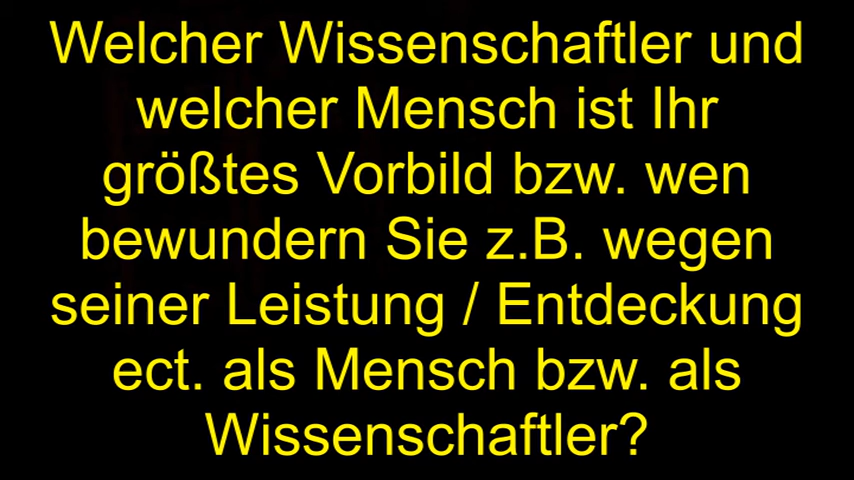 Welcher Wissenschaftler und
welcher Mensch ist Ihr
größtes Vorbild bzw. wen
bewundern Sie z.B. wegen
seiner Leistung / Entdeckung
ect. als Mensch bzw. als
Wissenschaftler?